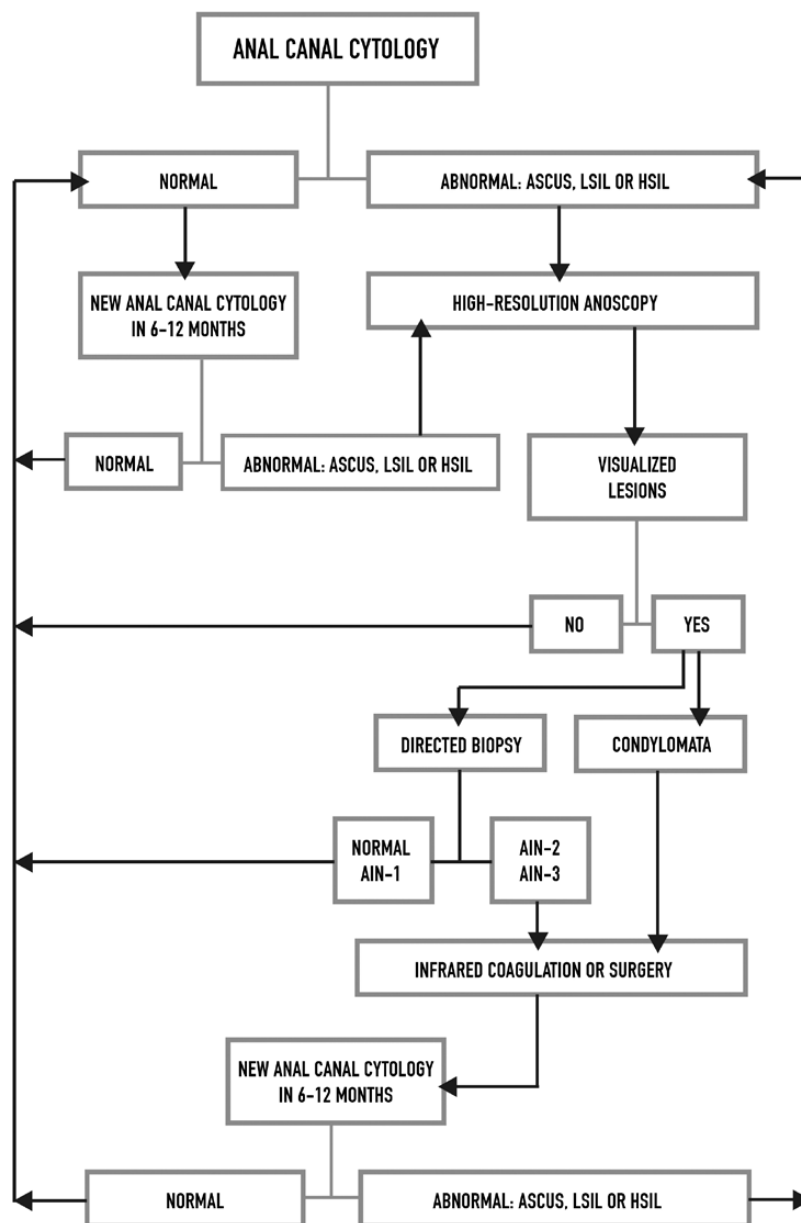 ANAL CANAL CYTOLOGY
NORMAL
ABNORMAL: ASCUS, LSIL OR HSIL
NEW ANAL CANAL CYTOLOGY
IN 6-12 MONTHS
HIGH-RESOLUTION ANOSCOPY
NORMAL
ABNORMAL: ASCUS, LSIL OR HSIL
VISUALIZED
LESIONS
NO
YES
DIRECTED BIOPSY
CONDYLOMATA
NORMAL
AIN-1
AIN-2
AIN-3
INFRARED COAGULATION OR SURGERY
NEW ANAL CANAL CYTOLOGY
IN 6-12 MONTHS
NORMAL
ABNORMAL: ASCUS, LSIL OR HSIL